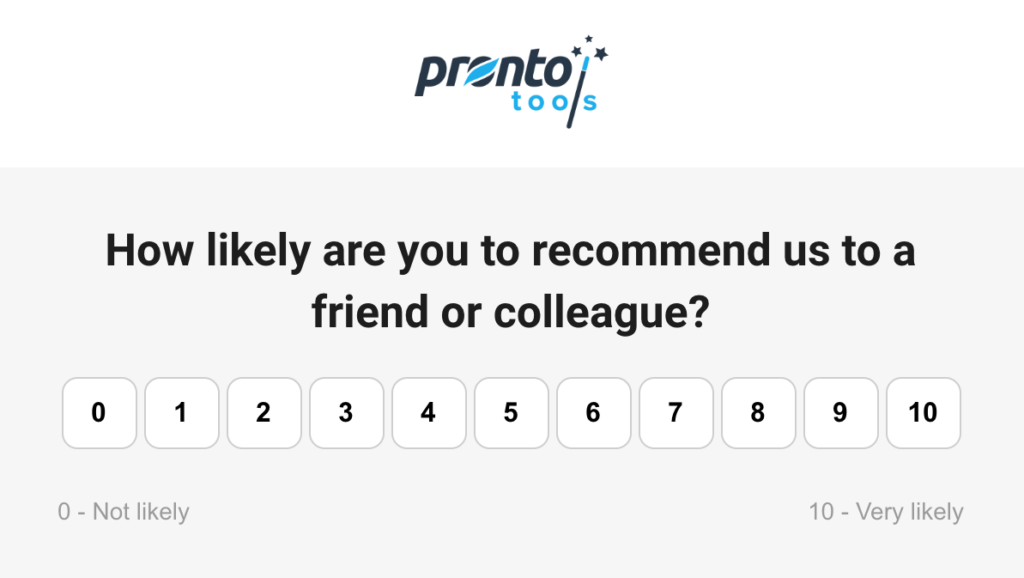 pronto
tools
How likely are you to recommend us to a
friend or colleague?
0 1 2 3 4 5 6 7 8 9 10
0 - Not likely 10 - Very likely